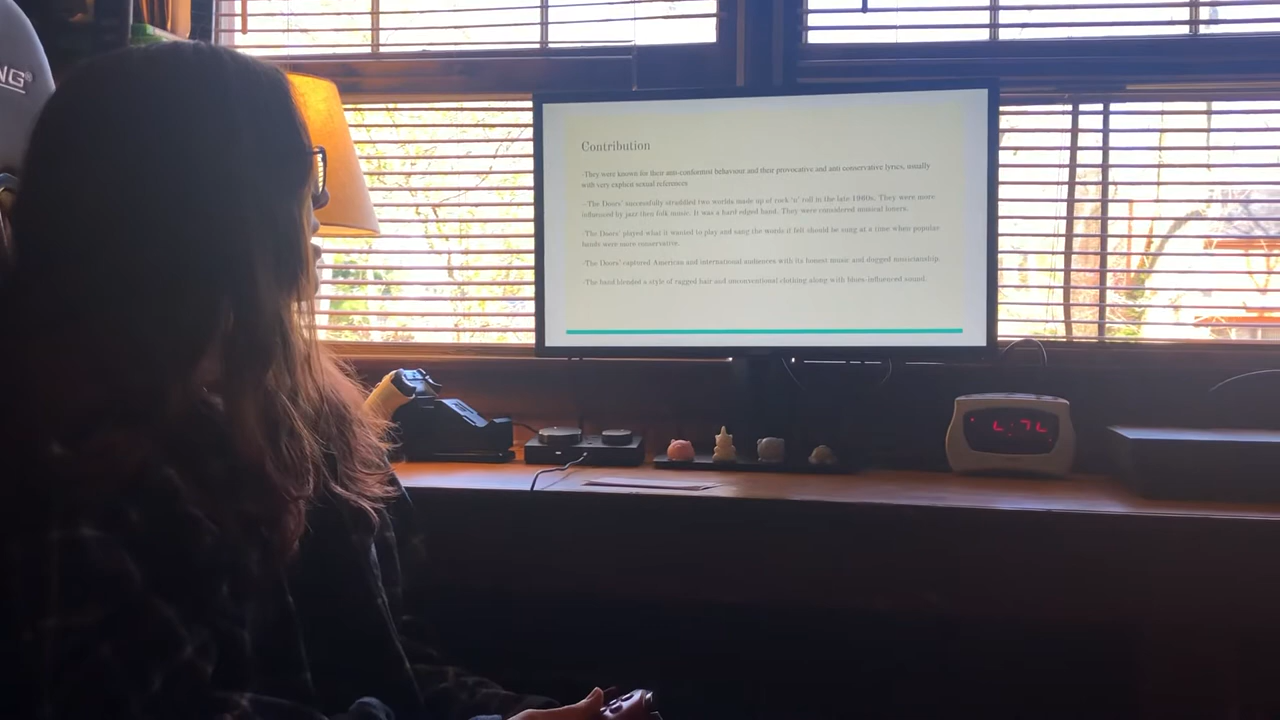 NG®
Contribution
-They were known for their anti-conformist behaviour and their provocative and anti conservative lyrics, usually
with very explicit sexual references
-'The Doors' successfully straddled two worlds made up of rock 'n' roll in the late 1960s. They were more
influenced by jazz then folk music. It was a hard edged band. They were considered musical loners.
-'The Doors' played what it wanted to play and sang the words it felt should be sung at a time when popular
bands were more conservative.
-'The Doors' captured American and international audiences with its honest music and dogged musicianship.
-The band blended a style of ragged hair and unconventional clothing along with blues-influenced sound.